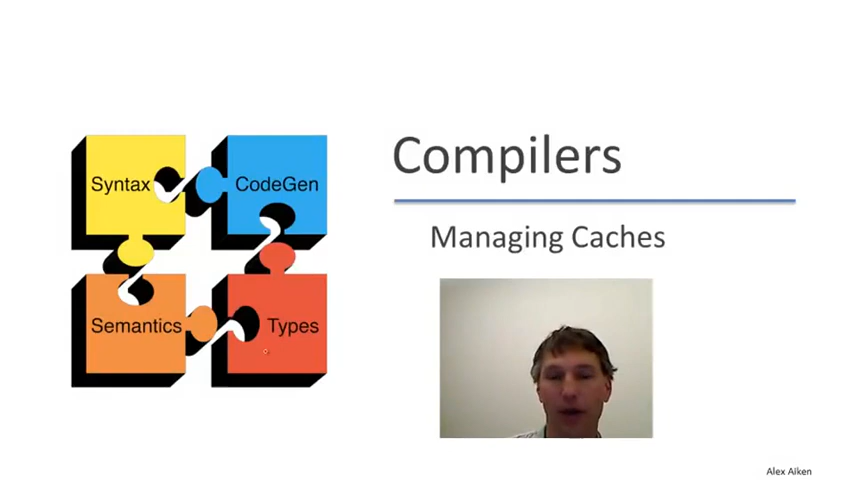 Compilers
Managing Caches
Syntax
CodeGen
Semantics
Types
Alex Aiken